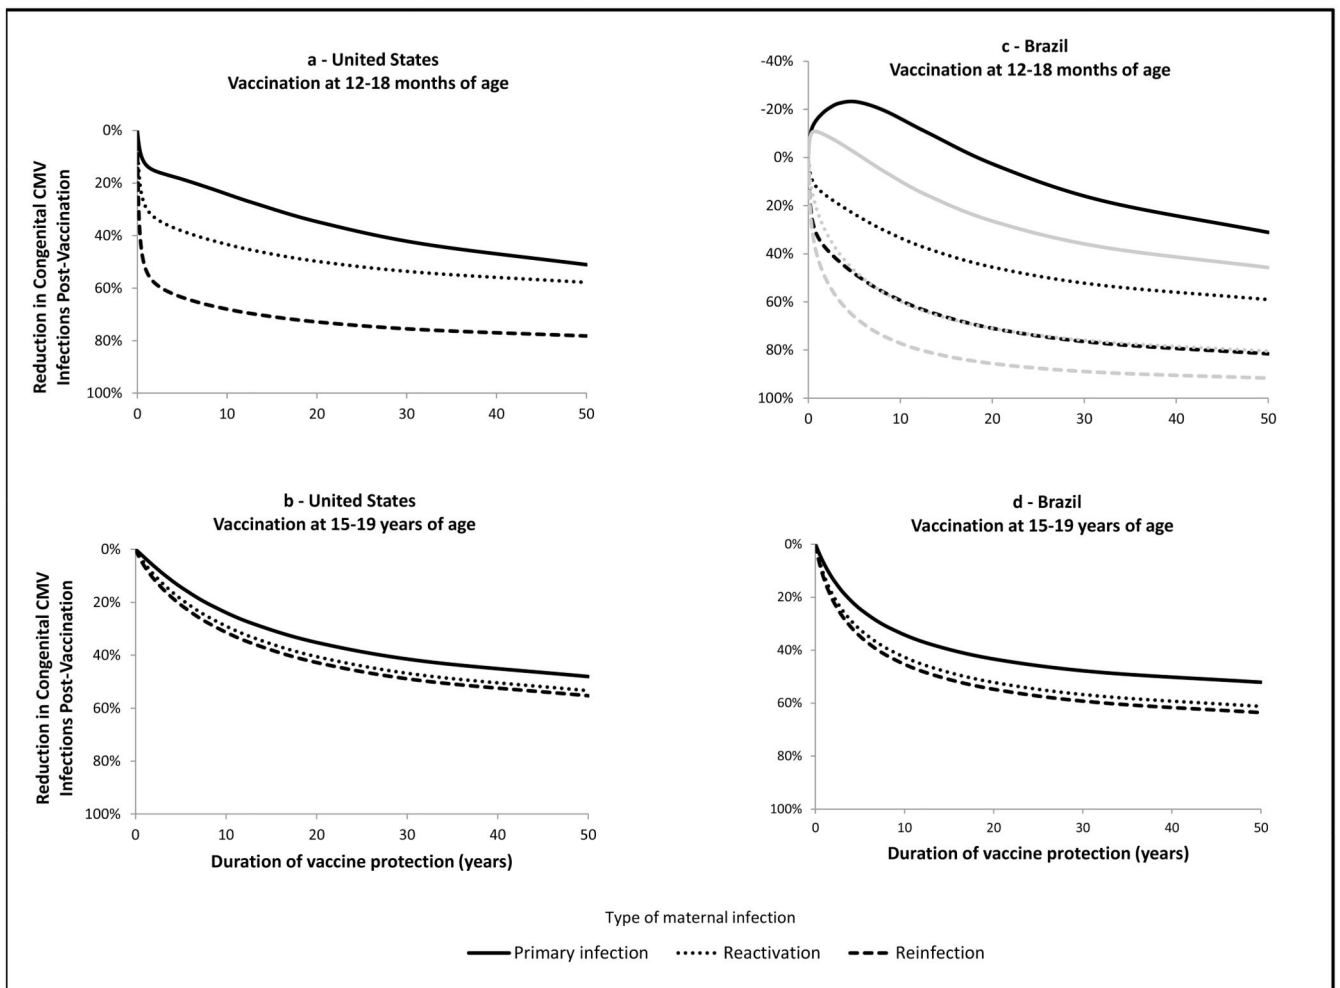 a - United States
Vaccination at 12-18 months of age
Reduction in Congenital CMV
Infections Post-Vaccination
0%
20%
40%
60%
80%
100%
0 10 20 30 40 50
c - Brazil
Vaccination at 12-18 months of age
-40%
-20%
0%
20%
40%
60%
80%
100%
0 10 20 30 40 50
b - United States
Vaccination at 15-19 years of age
Reduction in Congenital CMV
Infections Post-Vaccination
0%
20%
40%
60%
80%
100%
0 10 20 30 40 50
Duration of vaccine protection (years)
d - Brazil
Vaccination at 15-19 years of age
0%
20%
40%
60%
80%
100%
0 10 20 30 40 50
Duration of vaccine protection (years)
Type of maternal infection
Primary infection Reactivation Reinfection